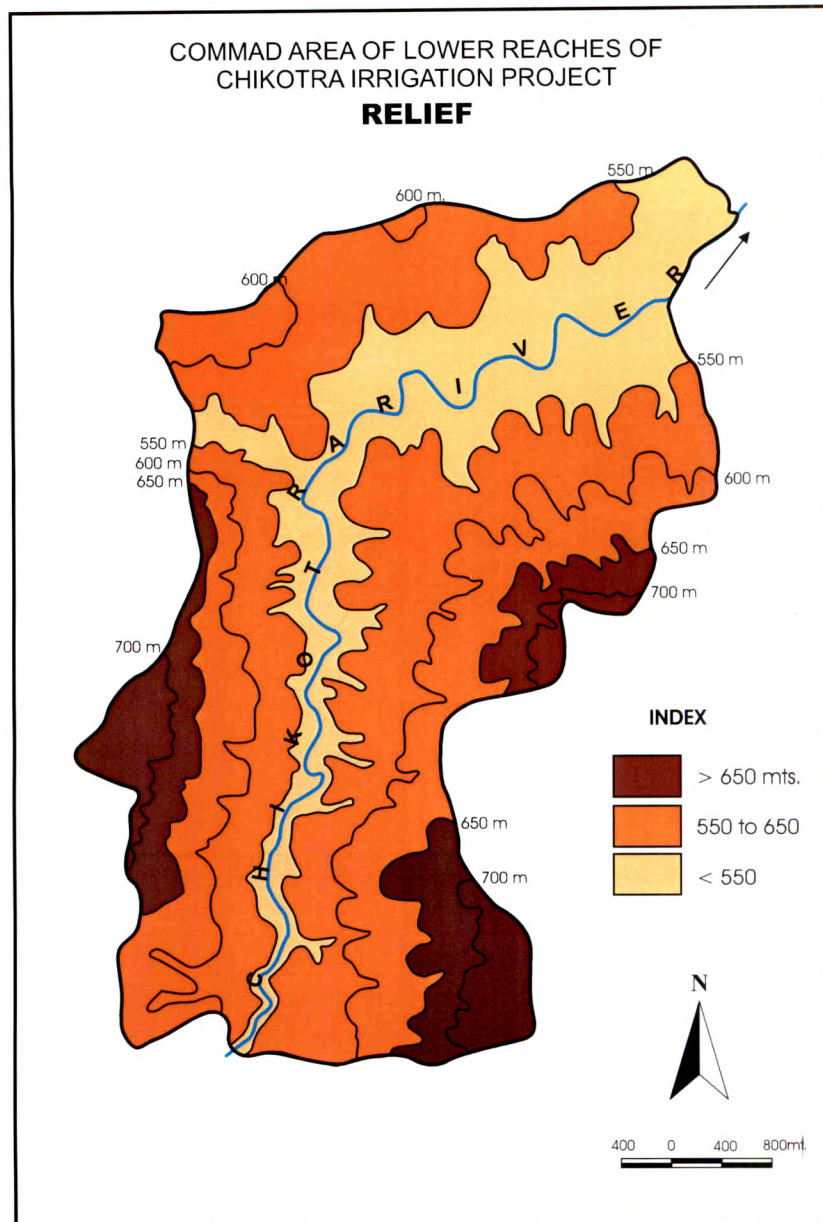 COMMAD AREA OF LOWER REACHES OF
CHIKOTRA IRRIGATION PROJECT
RELIEF
550 m.
600 m.
600 m
550 m
550 m
600 m
650 m
600 m
650 m
700 m
700 m
650 m
700 m
CHIKOTRA RIVER
INDEX
> 650 mts.
550 to 650
< 550
N
400 0 400 800mt.